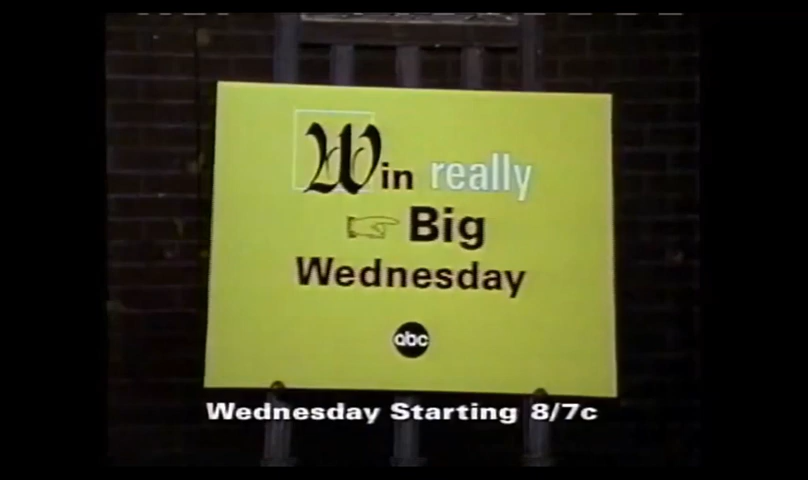 Win really
Big
Wednesday
abc
Wednesday Starting 8/7c